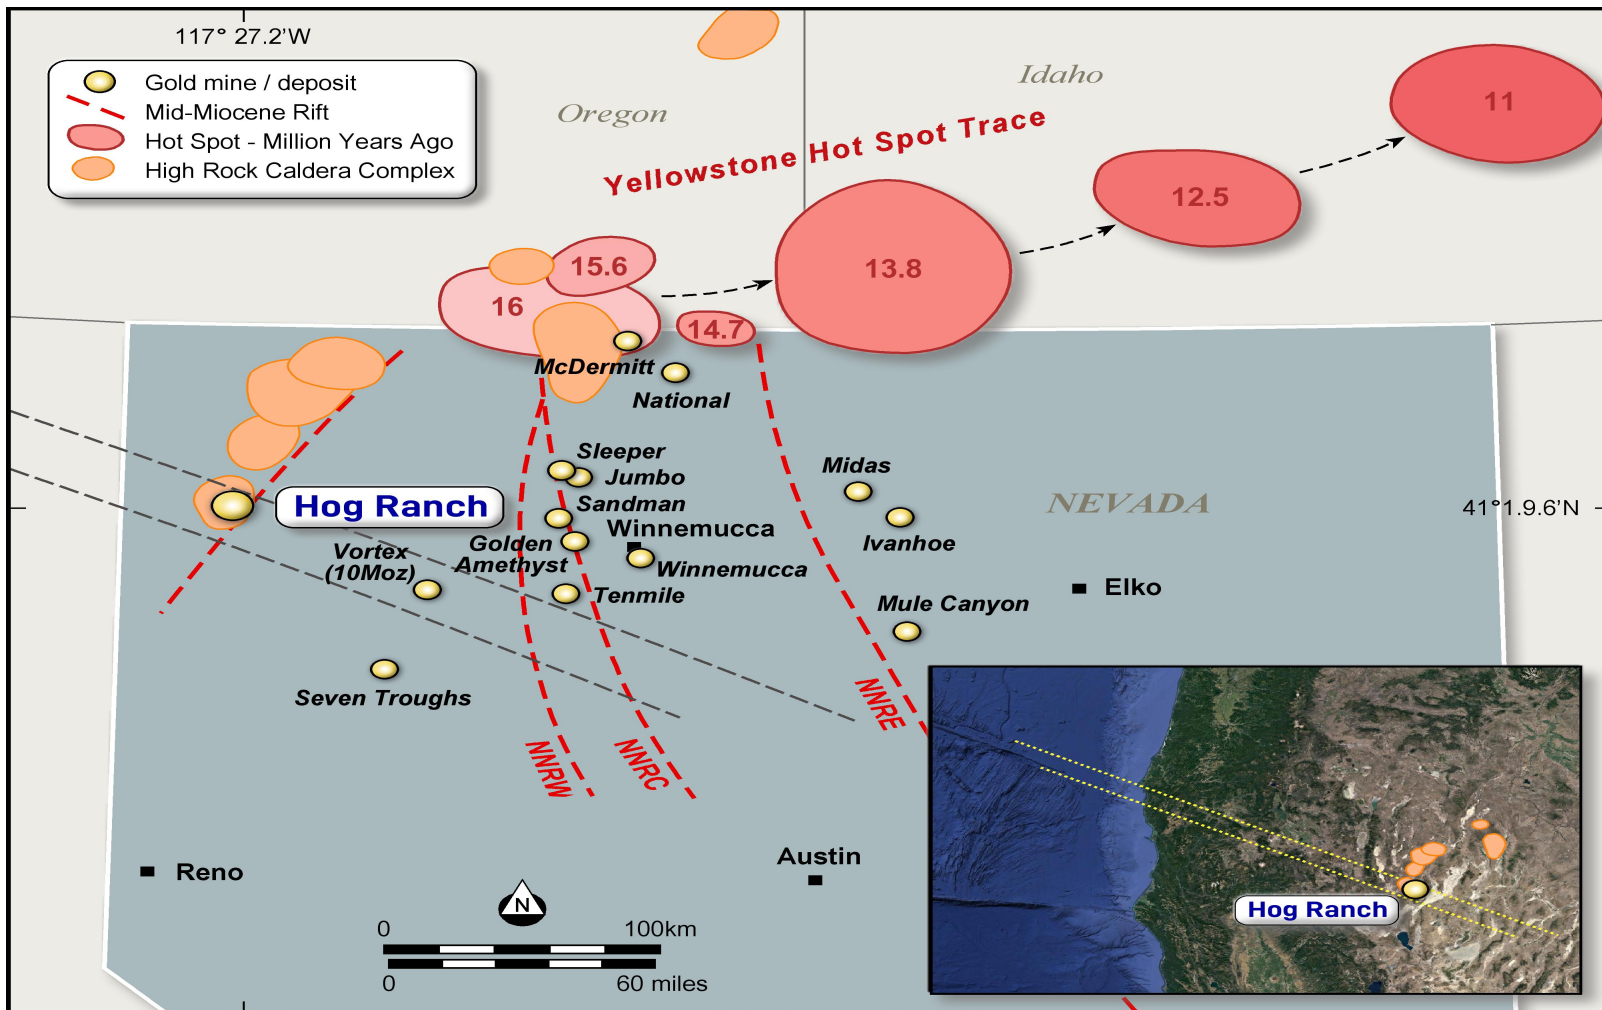 117° 27.2'W
Gold mine / deposit
Mid-Miocene Rift
Hot Spot - Million Years Ago
High Rock Caldera Complex
Oregon
Idaho
Yellowstone Hot Spot Trace
11
12.5
13.8
15.6
16
14.7
McDermitt
National
Sleeper
Jumbo
Sandman
Winnemucca
Golden
Amethyst
Winnemucca
Tenmile
Hog Ranch
Vortex
(10Moz)
Seven Troughs
Midas
Ivanhoe
NEVADA
41°1.9.6'N
Elko
Mule Canyon
NNRW
NNRC
NNRE
Reno
Austin
N
0 100km
0 60 miles
Hog Ranch